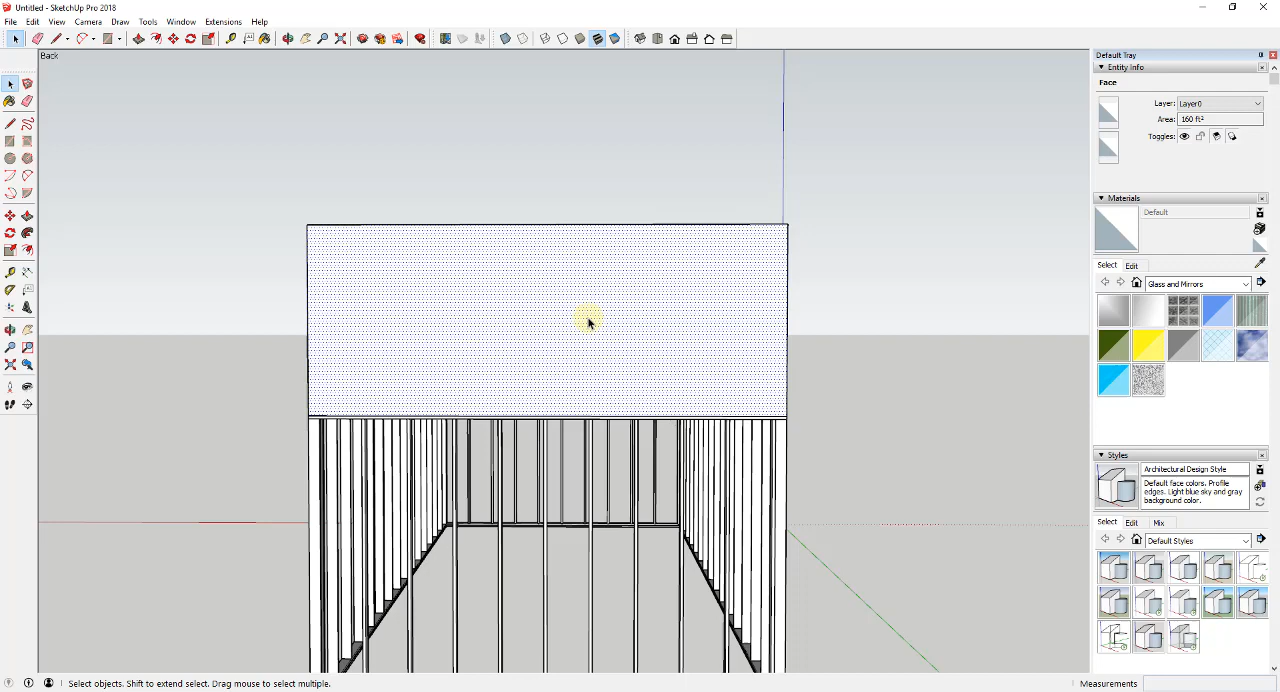 Untitled - SketchUp Pro 2018
File Edit View Camera Draw Tools Window Extensions Help
Back
Default Tray
Entity Info
Face
Layer: Layer0
Area: 160 ft²
Toggles:
Materials
Default
Select Edit
Glass and Mirrors
Styles
Architectural Design Style
Default face colors. Profile
edges. Light blue sky and gray
background color.
Select Edit Mix
Default Styles
Select objects. Shift to extend select. Drag mouse to select multiple.
Measurements